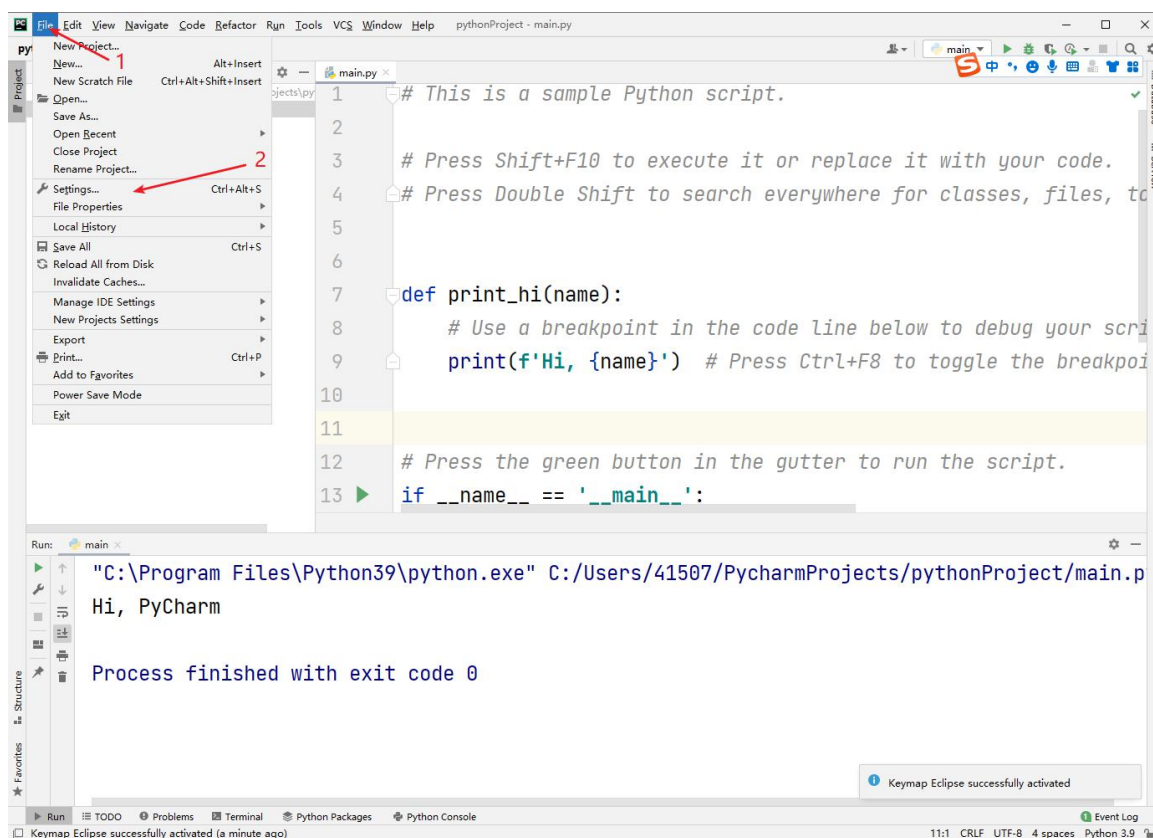 PC File Edit View Navigate Code Refactor Run Tools VCS Window Help pythonProject - main.py
py
main
New Project...
1
New... Alt+Insert
New Scratch File Ctrl+Alt+Shift+Insert
Open...
Save As...
Open Recent
Close Project
Rename Project...
2
Settings... Ctrl+Alt+S
File Properties
Local History
Save All Ctrl+S
Reload All from Disk
Invalidate Caches...
Manage IDE Settings
New Projects Settings
Export
Print... Ctrl+P
Add to Favorites
Power Save Mode
Exit
Project
S 中
main.py
ojects\py
1 # This is a sample Python script.
2
3 # Press Shift+F10 to execute it or replace it with your code.
4 # Press Double Shift to search everywhere for classes, files, to
5
6
7 def print_hi(name):
8 # Use a breakpoint in the code line below to debug your scri
9 print(f'Hi, {name}') # Press Ctrl+F8 to toggle the breakpoi
10
11
12 # Press the green button in the gutter to run the script.
13 if __name__ == '__main__':
Run: main
"C:\Program Files\Python39\python.exe" C:/Users/41507/PycharmProjects/pythonProject/main.p
Hi, PyCharm
Process finished with exit code 0
Structure
Favorites
Keymap Eclipse successfully activated
Run TODO Problems Terminal Python Packages Python Console 1 Event Log
Keymap Eclipse successfully activated (a minute ago) 11:1 CRLF UTF-8 4 spaces Python 3.9